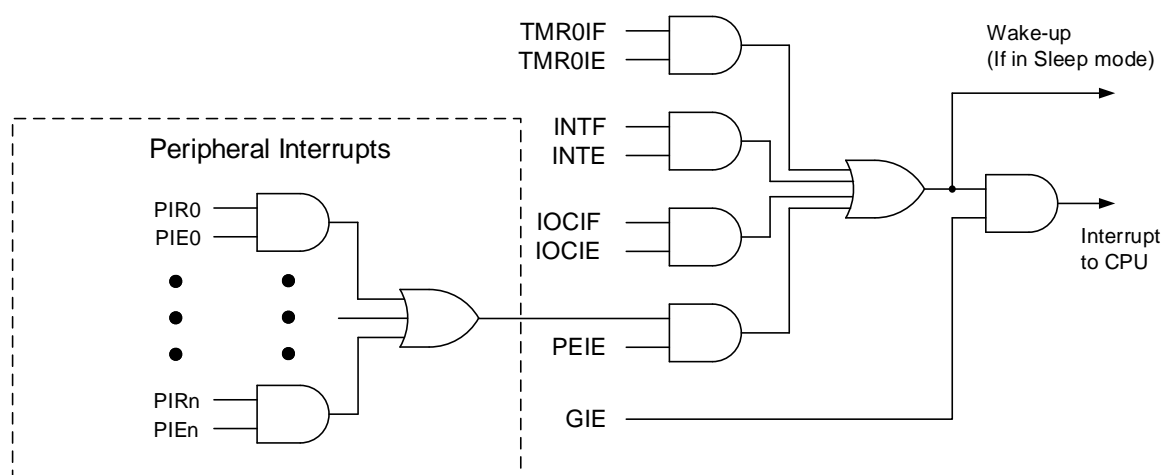 TMR0IF
TMR0IE
Wake-up
(If in Sleep mode)
INTF
INTE
Peripheral Interrupts
PIR0
PIE0
IOCIF
IOCIE
Interrupt
to CPU
PEIE
PIRn
PIEn
GIE